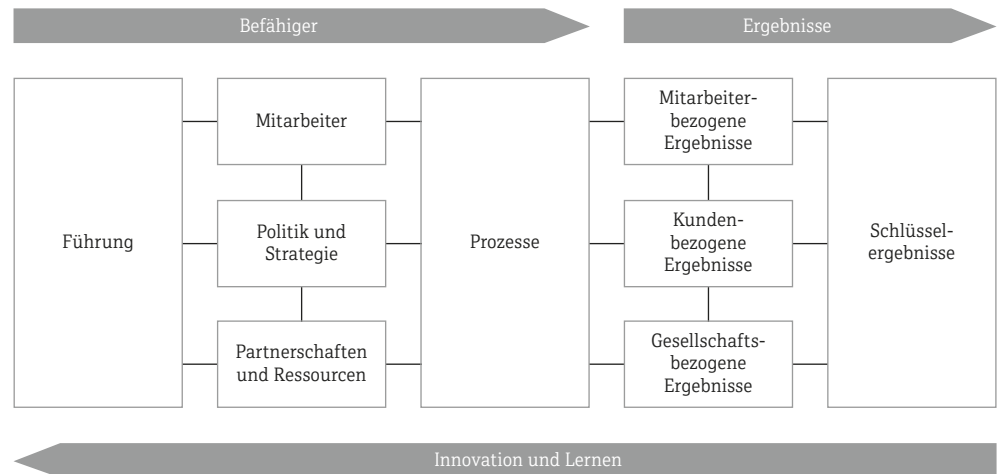 Befähiger
Ergebnisse
Führung
Mitarbeiter
Politik und
Strategie
Partnerschaften
und Ressourcen
Prozesse
Mitarbeiter-
bezogene
Ergebnisse
Kunden-
bezogene
Ergebnisse
Gesellschafts-
bezogene
Ergebnisse
Schlüssel-
ergebnisse
Innovation und Lernen